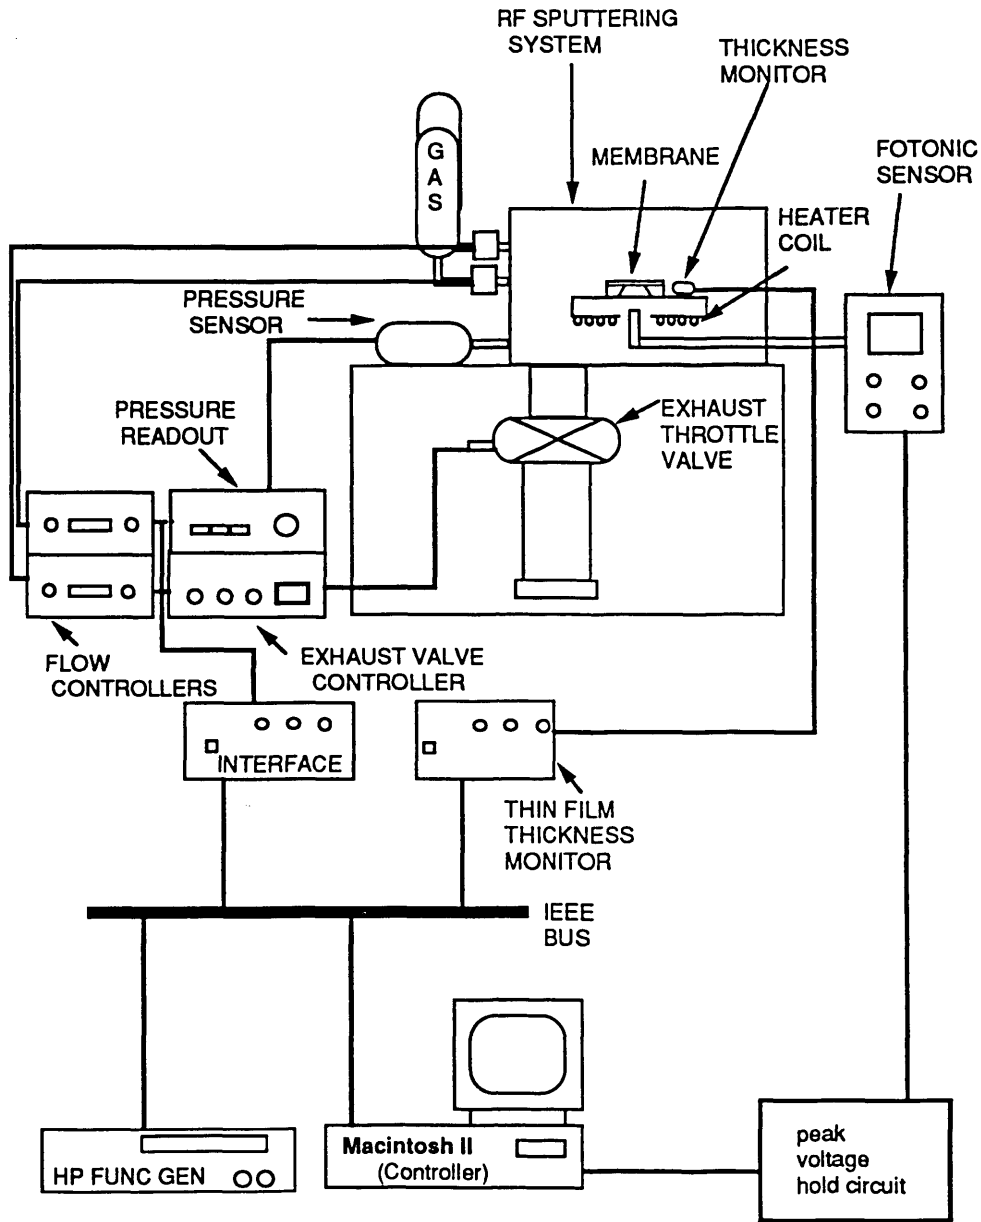 RF SPUTTERING
SYSTEM
THICKNESS
MONITOR
G
A
S
MEMBRANE
FOTONIC
SENSOR
HEATER
COIL
PRESSURE
SENSOR
PRESSURE
READOUT
EXHAUST
THROTTLE
VALVE
FLOW
CONTROLLERS
EXHAUST VALVE
CONTROLLER
INTERFACE
THIN FILM
THICKNESS
MONITOR
IEEE
BUS
HP FUNC GEN
Macintosh II
(Controller)
peak
voltage
hold circuit